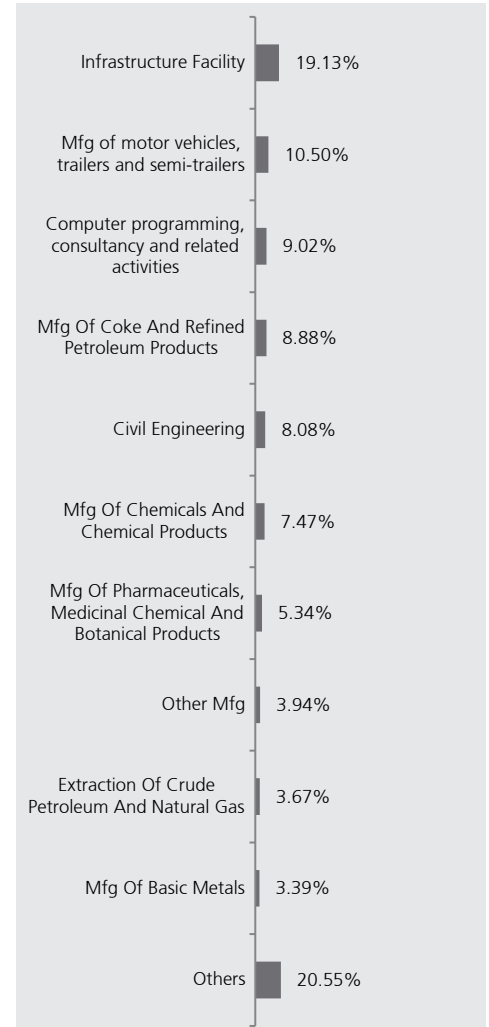 Infrastructure Facility 19.13%
Mfg of motor vehicles,
trailers and semi-trailers 10.50%
Computer programming,
consultancy and related
activities 9.02%
Mfg Of Coke And Refined
Petroleum Products 8.88%
Civil Engineering 8.08%
Mfg Of Chemicals And
Chemical Products 7.47%
Mfg Of Pharmaceuticals,
Medicinal Chemical And
Botanical Products 5.34%
Other Mfg 3.94%
Extraction Of Crude
Petroleum And Natural Gas 3.67%
Mfg Of Basic Metals 3.39%
Others 20.55%